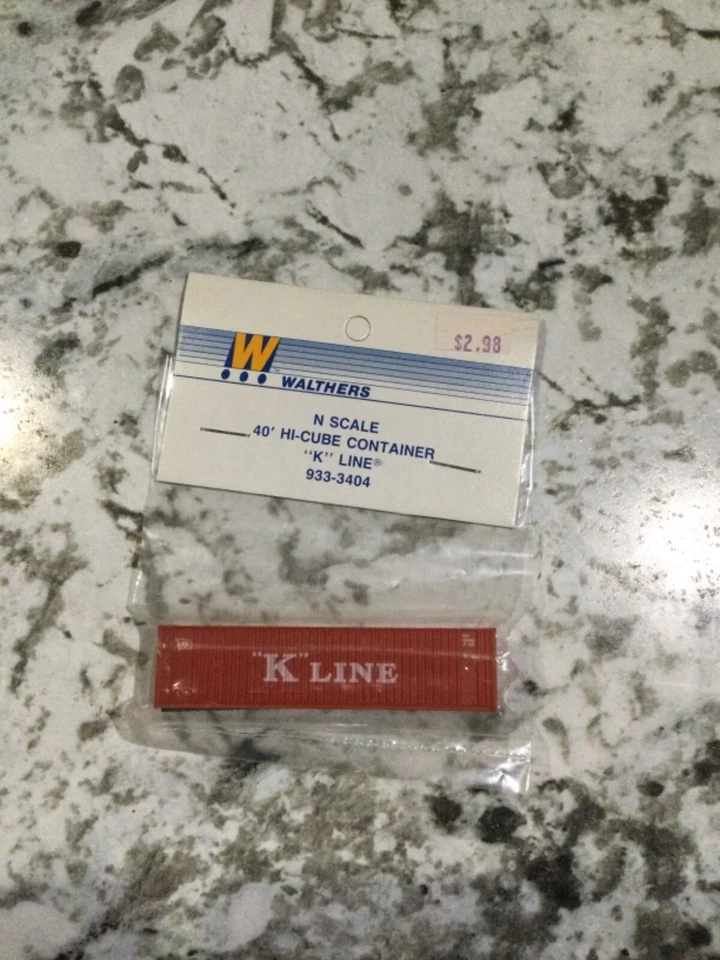 $2.98
W
WALTHERS
N SCALE
40' HI-CUBE CONTAINER
"K" LINE®
933-3404
"K" LINE